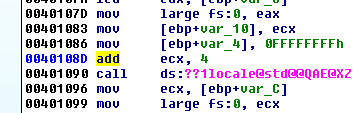 0040107D mov large fs:0, eax
00401083 mov [ebp+var_10], ecx
00401086 mov [ebp+var_4], 0FFFFFFFFh
0040108D add ecx, 4
00401090 call ds:??1locale@std@@QAE@XZ
00401096 mov ecx, [ebp+var_C]
00401099 mov large fs:0, ecx